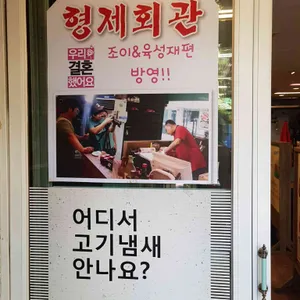 형제회관
우리
결혼
했어요
조이&육성재편
방영!!
어디서
고기냄새
안나요?